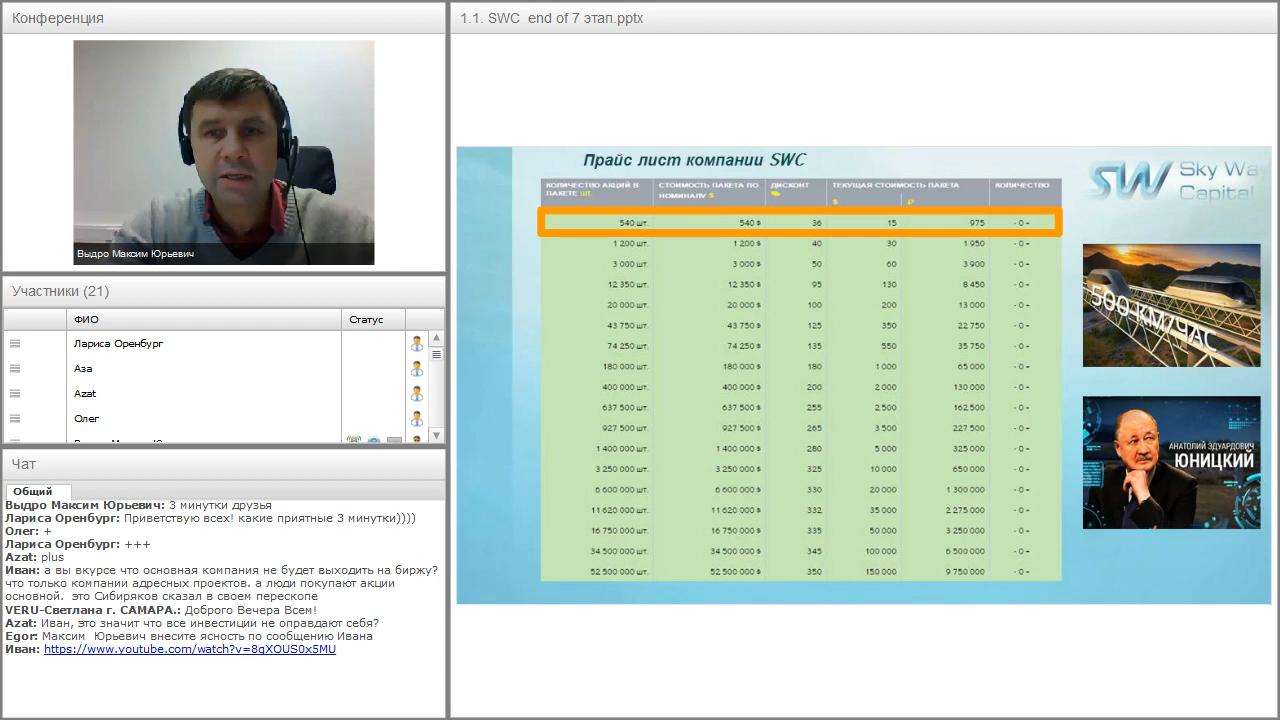 Конференция
Выдро Максим Юрьевич
Участники (21)
ФИО Статус
Лариса Оренбург
Аза
Azat
Олег
Чат
Общий
Выдро Максим Юрьевич: 3 минутки друзья
Лариса Оренбург: Приветствую всех! какие приятные 3 минутки))))
Олег: +
Лариса Оренбург: +++
Azat: plus
Иван: а вы вкурсе что основная компания не будет выходить на биржу?
что только компании адресных проектов. а люди покупают акции
основной. это Сибиряков сказал в своем перескопе
VERU-Светлана г. САМАРА.: Доброго Вечера Всем!
Azat: Иван, это значит что все инвестиции не оправдают себя?
Egor: Максим Юрьевич внесите ясность по сообщению Ивана
Иван: https://www.youtube.com/watch?v=8gXOUS0x5MU
1.1. SWC end of 7 этап.pptx
Прайс лист компании SWC
КОЛИЧЕСТВО АКЦИЙ В ПАКЕТЕ ШТ. СТОИМОСТЬ ПАКЕТА ПО НОМИНАЛУ $ ДИСКОНТ % ТЕКУЩАЯ СТОИМОСТЬ ПАКЕТА КОЛИЧЕСТВО
$ ₽
540 шт. 540 $ 36 15 975 - 0 +
1 200 шт. 1 200 $ 40 30 1 950 - 0 +
3 000 шт. 3 000 $ 50 60 3 900 - 0 +
12 350 шт. 12 350 $ 95 130 8 450 - 0 +
20 000 шт. 20 000 $ 100 200 13 000 - 0 +
43 750 шт. 43 750 $ 125 350 22 750 - 0 +
74 250 шт. 74 250 $ 135 550 35 750 - 0 +
180 000 шт. 180 000 $ 180 1 000 65 000 - 0 +
400 000 шт. 400 000 $ 200 2 000 130 000 - 0 +
637 500 шт. 637 500 $ 255 2 500 162 500 - 0 +
927 500 шт. 927 500 $ 265 3 500 227 500 - 0 +
1 400 000 шт. 1 400 000 $ 280 5 000 325 000 - 0 +
3 250 000 шт. 3 250 000 $ 325 10 000 650 000 - 0 +
6 600 000 шт. 6 600 000 $ 330 20 000 1 300 000 - 0 +
11 620 000 шт. 11 620 000 $ 332 35 000 2 275 000 - 0 +
16 750 000 шт. 16 750 000 $ 335 50 000 3 250 000 - 0 +
34 500 000 шт. 34 500 000 $ 345 100 000 6 500 000 - 0 +
52 500 000 шт. 52 500 000 $ 350 150 000 9 750 000 - 0 +
SW Sky Wa
Capital
500 КМ/ЧАС
АНАТОЛИЙ ЭДУАРДОВИЧ
ЮНИЦКИЙ